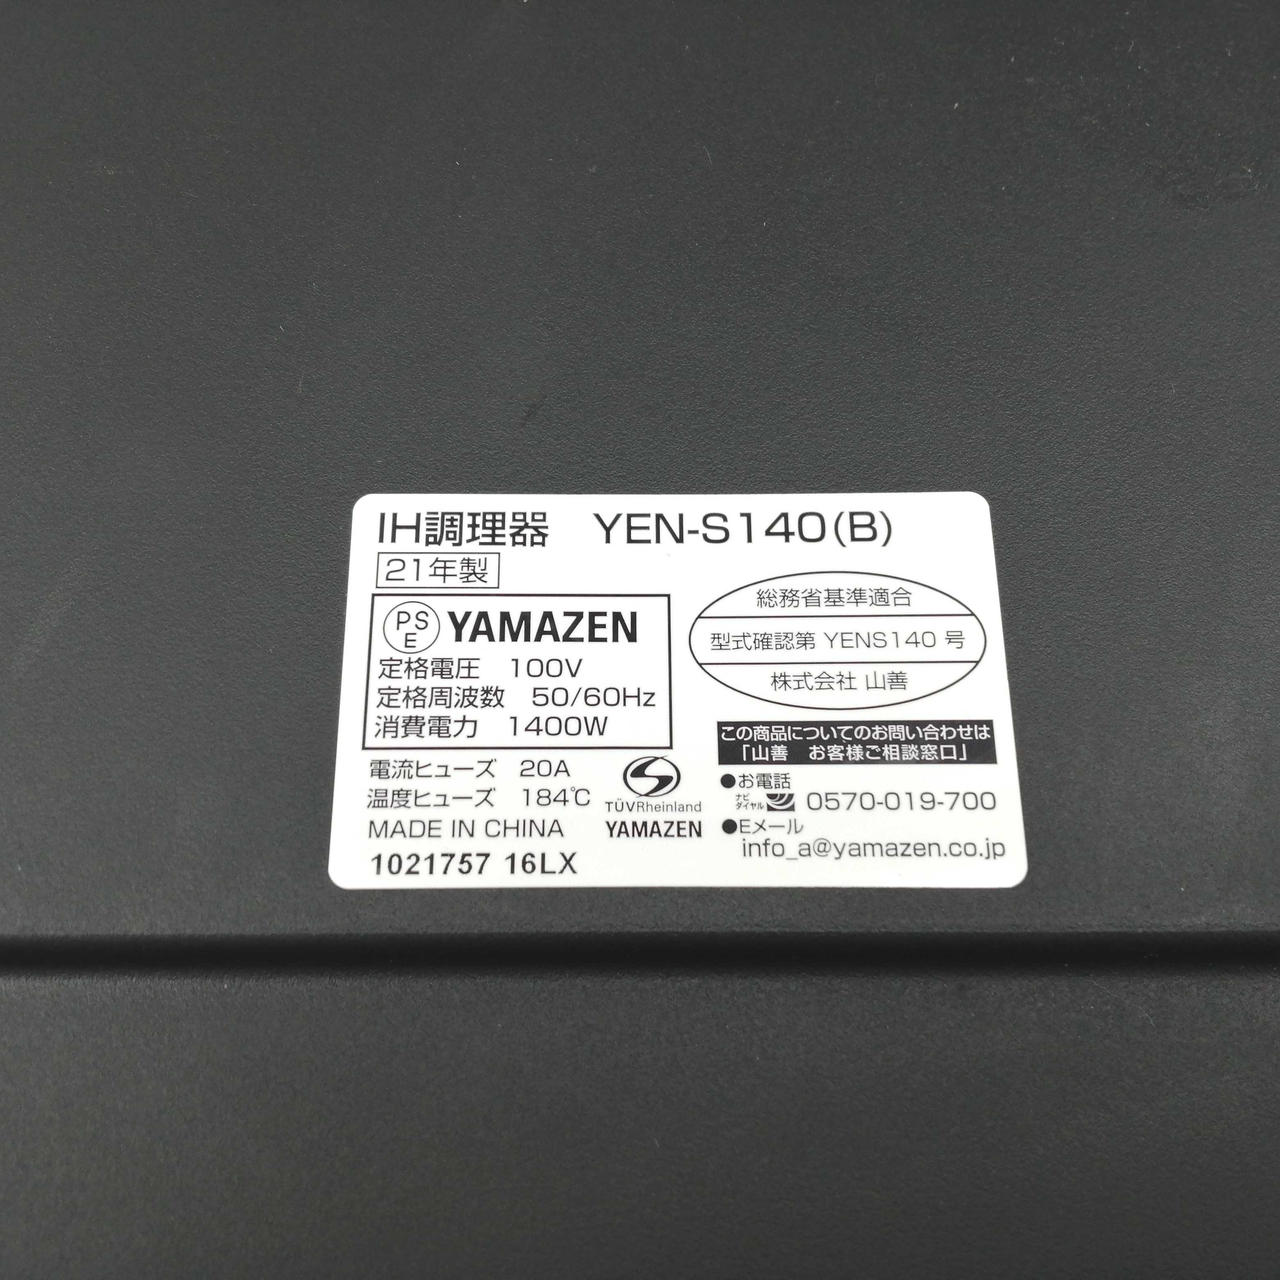 IH調理器 YEN-S140(B)
21年製
PSE YAMAZEN
定格電圧 100V
定格周波数 50/60Hz
消費電力 1400W
電流ヒューズ 20A
温度ヒューズ 184℃
MADE IN CHINA
1021757 16LX
TÜVRheinland
YAMAZEN
総務省基準適合
型式確認第 YENS140 号
株式会社 山善
この商品についてのお問い合わせは
「山善 お客様ご相談窓口」
●お電話
ナビダイヤル 0570-019-700
●Eメール
info_a@yamazen.co.jp